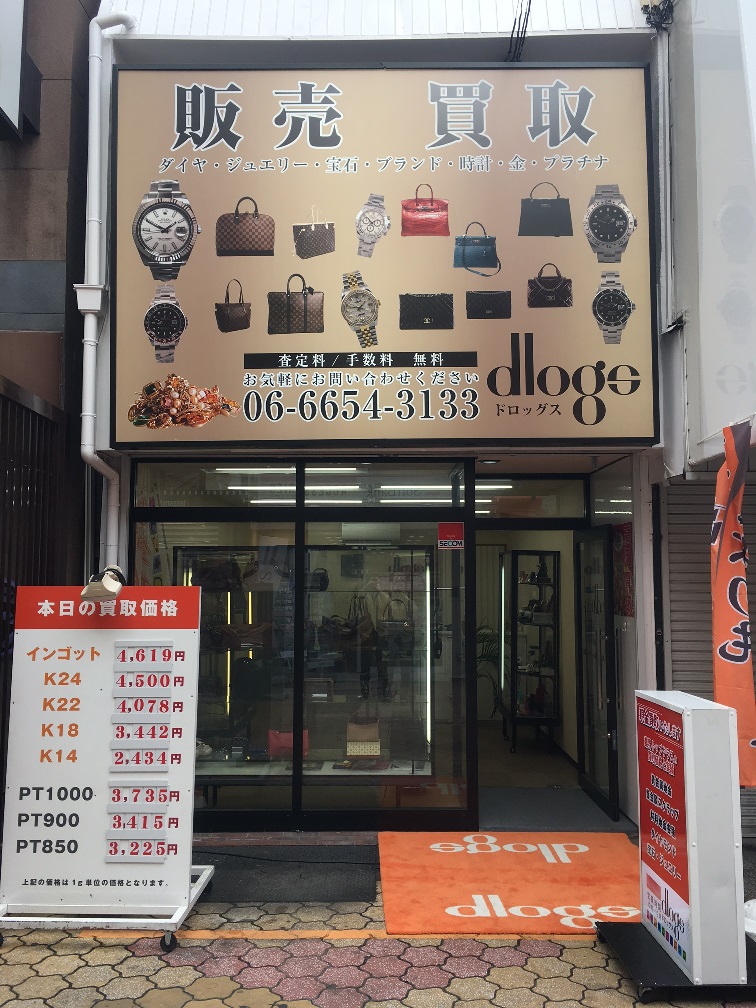 販売 買取
ダイヤ・ジュエリー・宝石・ブランド・時計・金・プラチナ
査定料/手数料 無料
お気軽にお問い合わせください
06-6654-3133
dlogs
ドロッグス
SECOM
本日の買取価格
インゴット 4,619円
K24 4,500円
K22 4,078円
K18 3,442円
K14 2,434円
PT1000 3,735円
PT900 3,415円
PT850 3,225円
上記の価格は1g単位の価格となります。
dlogs
dlogs
dlogs